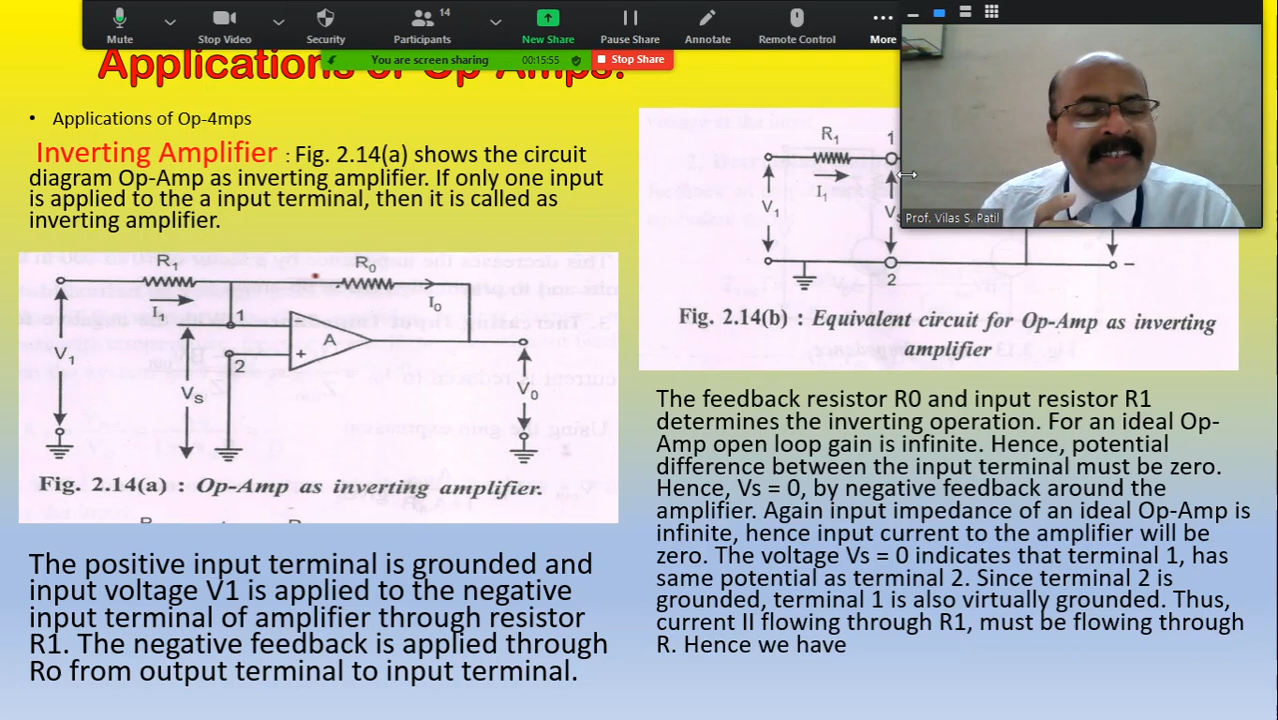 Mute
Stop Video
Security
14
Participants
New Share
Pause Share
Annotate
Remote Control
More
You are screen sharing
00:15:55
Stop Share
Applications of Op-Amps.
• Applications of Op-4mps
Inverting Amplifier : Fig. 2.14(a) shows the circuit
diagram Op-Amp as inverting amplifier. If only one input
is applied to the a input terminal, then it is called as
inverting amplifier.
R1
R0
I1
I0
1
2
A
V1
VS
V0
Fig. 2.14(a) : Op-Amp as inverting amplifier.
The positive input terminal is grounded and
input voltage V1 is applied to the negative
input terminal of amplifier through resistor
R1. The negative feedback is applied through
Ro from output terminal to input terminal.
R1
1
I1
V1
2
Prof. Vilas S. Patil
Fig. 2.14(b) : Equivalent circuit for Op-Amp as inverting
amplifier
The feedback resistor R0 and input resistor R1
determines the inverting operation. For an ideal Op-
Amp open loop gain is infinite. Hence, potential
difference between the input terminal must be zero.
Hence, Vs = 0, by negative feedback around the
amplifier. Again input impedance of an ideal Op-Amp is
infinite, hence input current to the amplifier will be
zero. The voltage Vs = 0 indicates that terminal 1, has
same potential as terminal 2. Since terminal 2 is
grounded, terminal 1 is also virtually grounded. Thus,
current II flowing through R1, must be flowing through
R. Hence we have